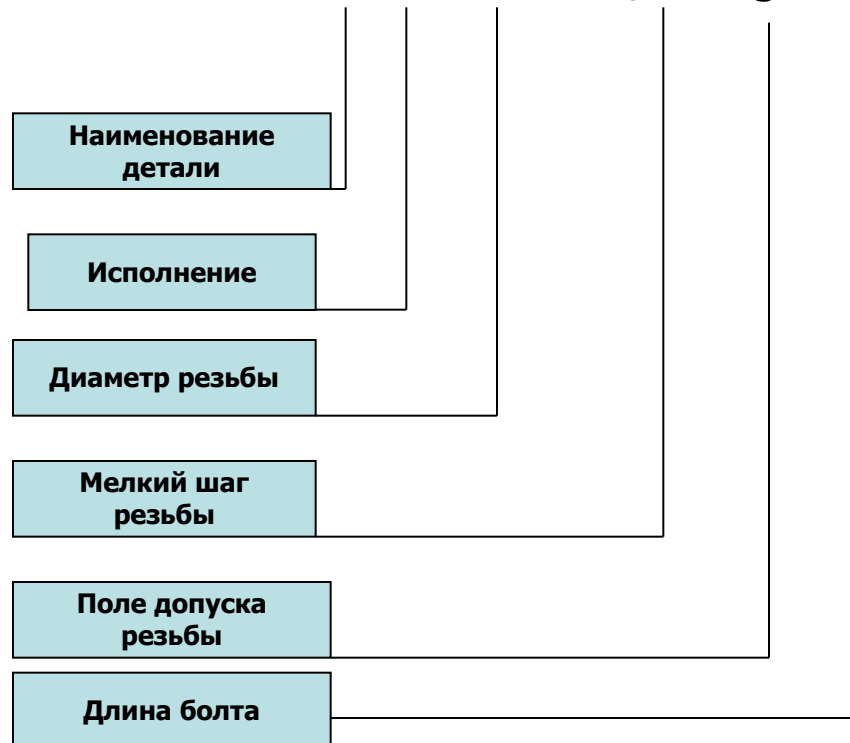 Наименование
детали
Исполнение
Диаметр резьбы
Мелкий шаг
резьбы
Поле допуска
резьбы
Длина болта